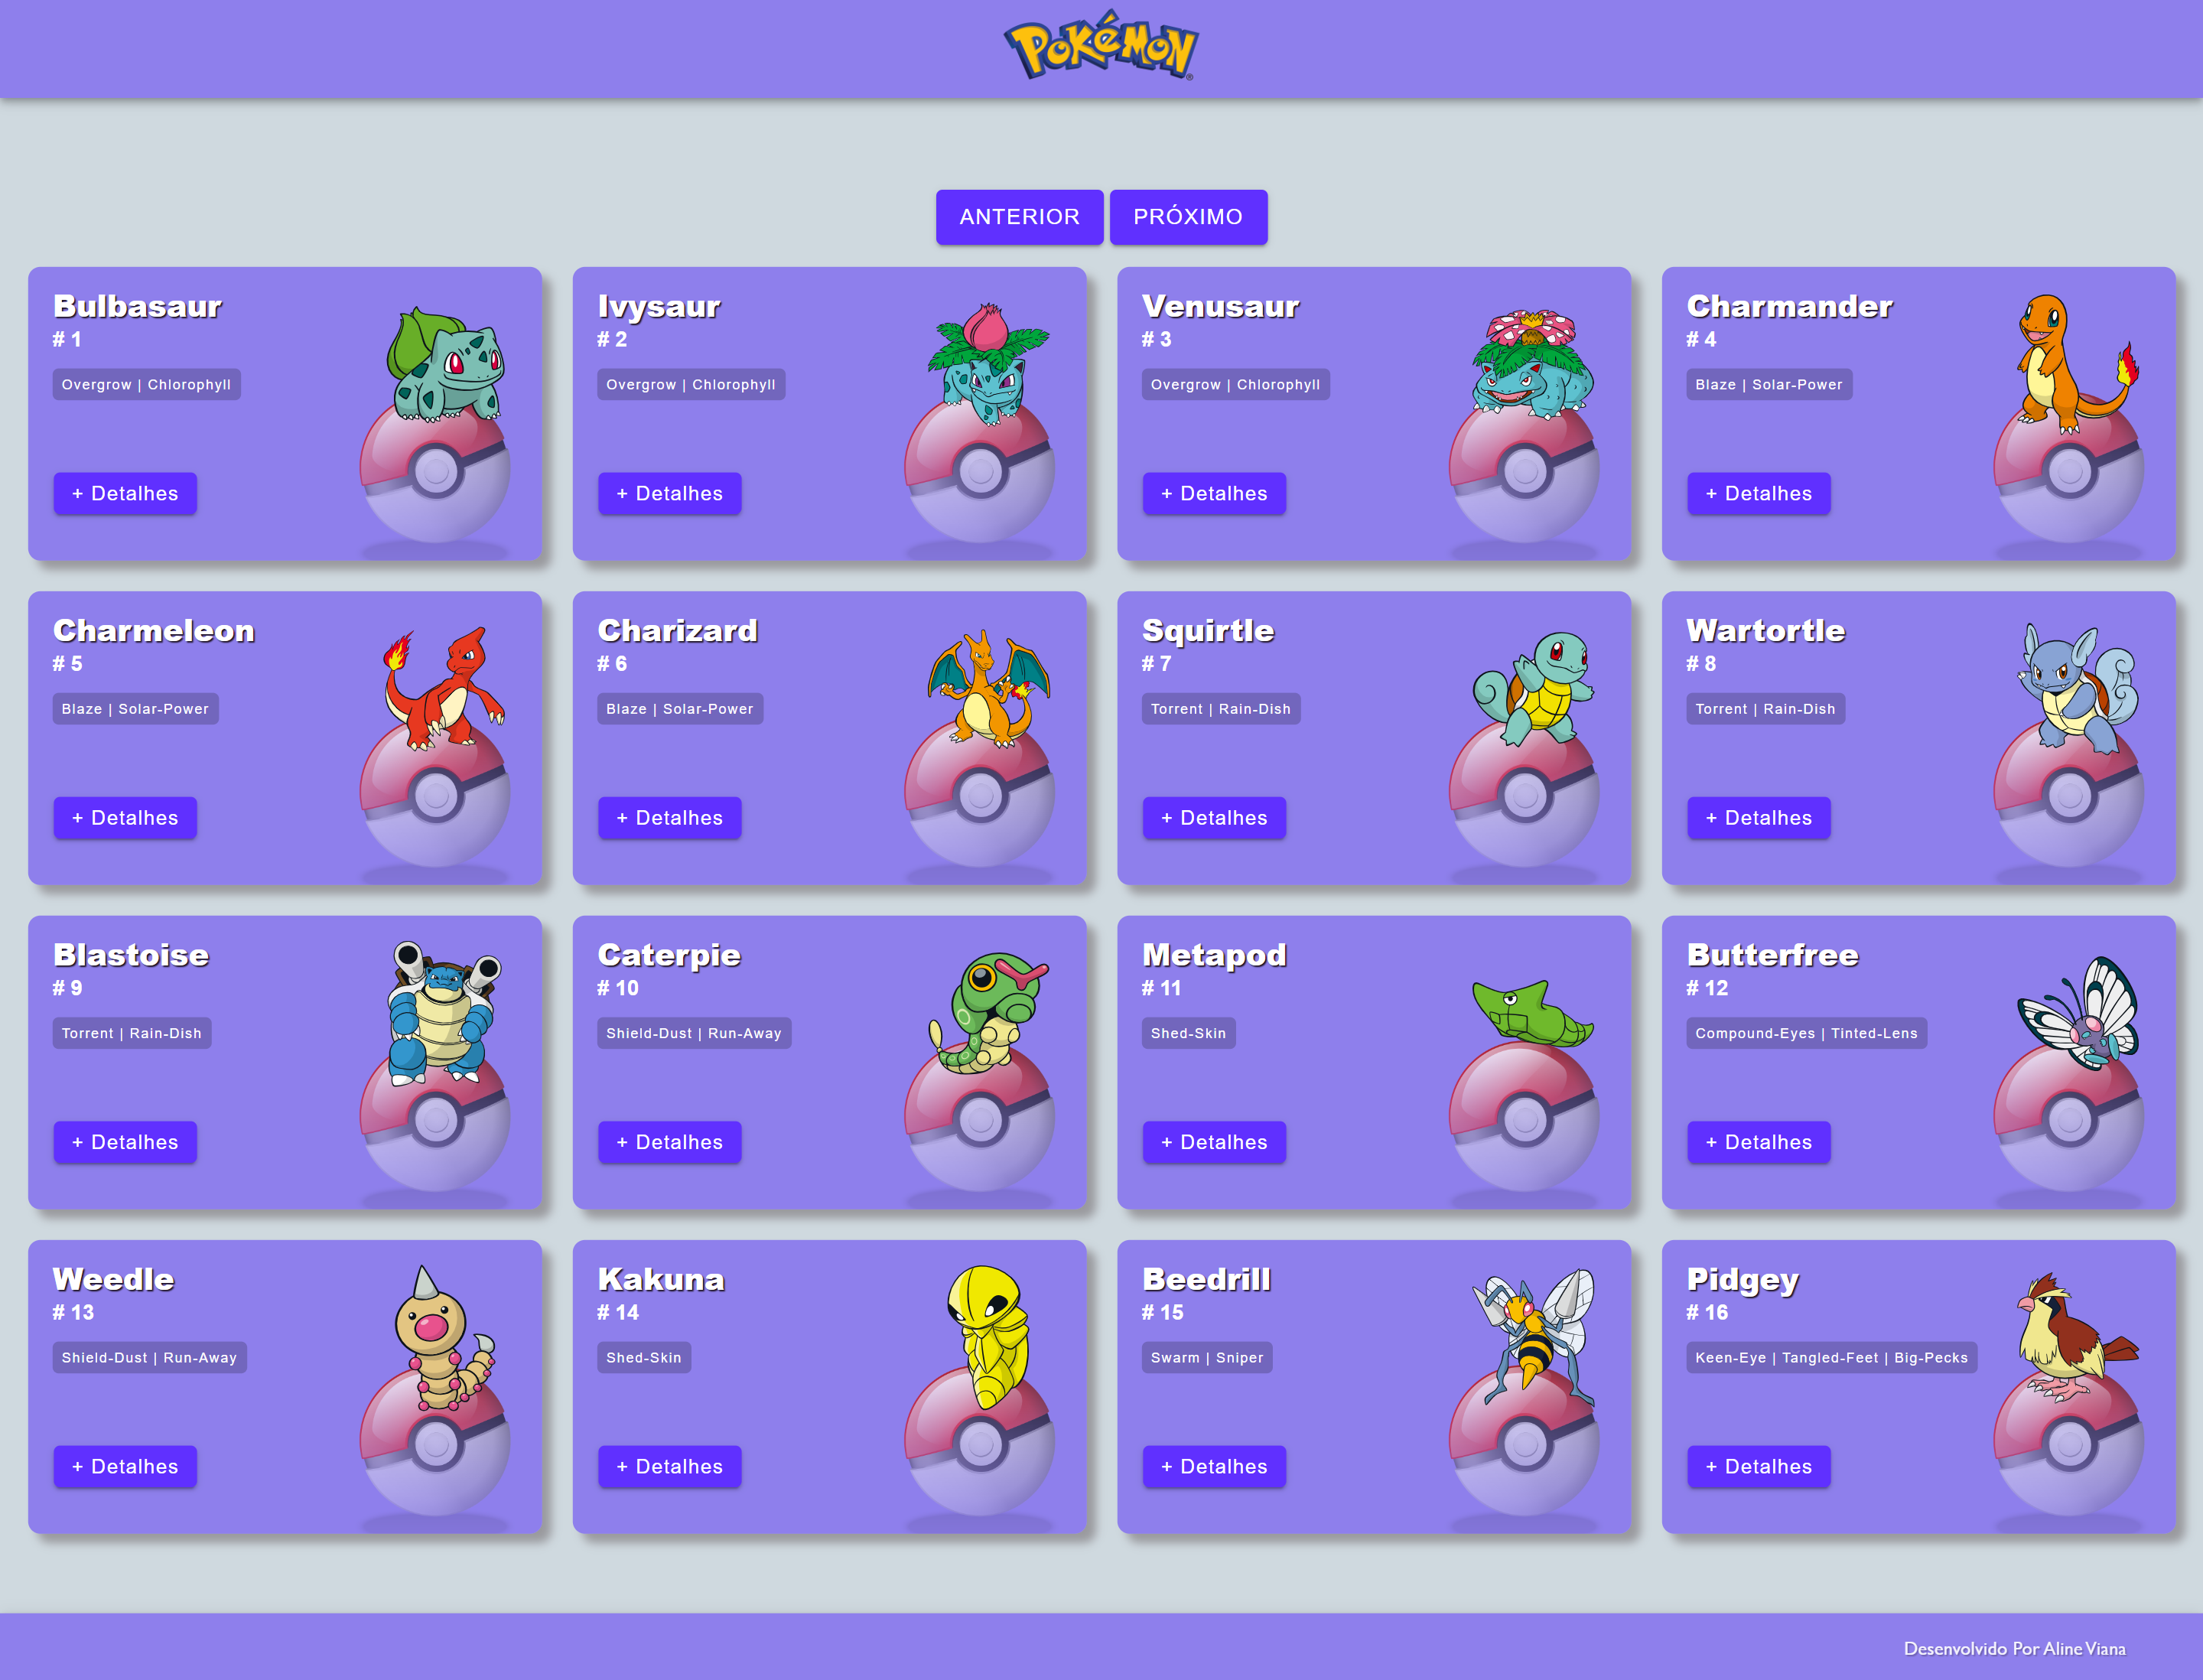 POKéMON
®
ANTERIOR PRÓXIMO
Bulbasaur
# 1
Overgrow | Chlorophyll
+ Detalhes
Ivysaur
# 2
Overgrow | Chlorophyll
+ Detalhes
Venusaur
# 3
Overgrow | Chlorophyll
+ Detalhes
Charmander
# 4
Blaze | Solar-Power
+ Detalhes
Charmeleon
# 5
Blaze | Solar-Power
+ Detalhes
Charizard
# 6
Blaze | Solar-Power
+ Detalhes
Squirtle
# 7
Torrent | Rain-Dish
+ Detalhes
Wartortle
# 8
Torrent | Rain-Dish
+ Detalhes
Blastoise
# 9
Torrent | Rain-Dish
+ Detalhes
Caterpie
# 10
Shield-Dust | Run-Away
+ Detalhes
Metapod
# 11
Shed-Skin
+ Detalhes
Butterfree
# 12
Compound-Eyes | Tinted-Lens
+ Detalhes
Weedle
# 13
Shield-Dust | Run-Away
+ Detalhes
Kakuna
# 14
Shed-Skin
+ Detalhes
Beedrill
# 15
Swarm | Sniper
+ Detalhes
Pidgey
# 16
Keen-Eye | Tangled-Feet | Big-Pecks
+ Detalhes
Desenvolvido Por Aline Viana